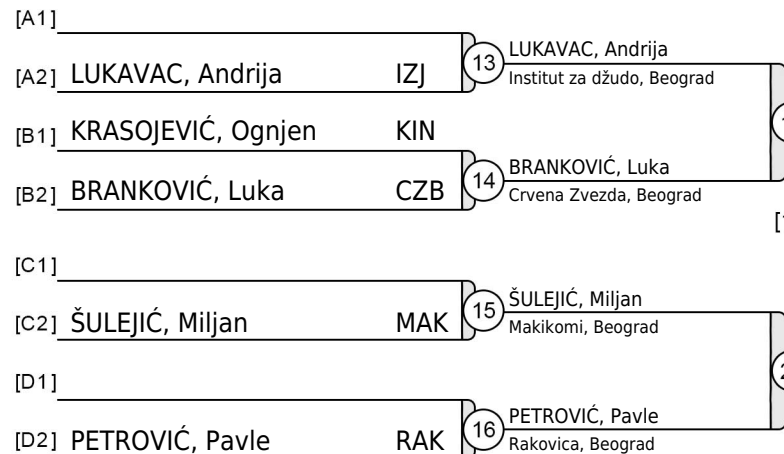 [A1]
[A2] LUKAVAC, Andrija IZJ
13
LUKAVAC, Andrija
Institut za džudo, Beograd
[B1] KRASOJEVIĆ, Ognjen KIN
[B2] BRANKOVIĆ, Luka CZB
14
BRANKOVIĆ, Luka
Crvena Zvezda, Beograd
[C1]
[C2] ŠULEJIĆ, Miljan MAK
15
ŠULEJIĆ, Miljan
Makikomi, Beograd
[D1]
[D2] PETROVIĆ, Pavle RAK
16
PETROVIĆ, Pavle
Rakovica, Beograd